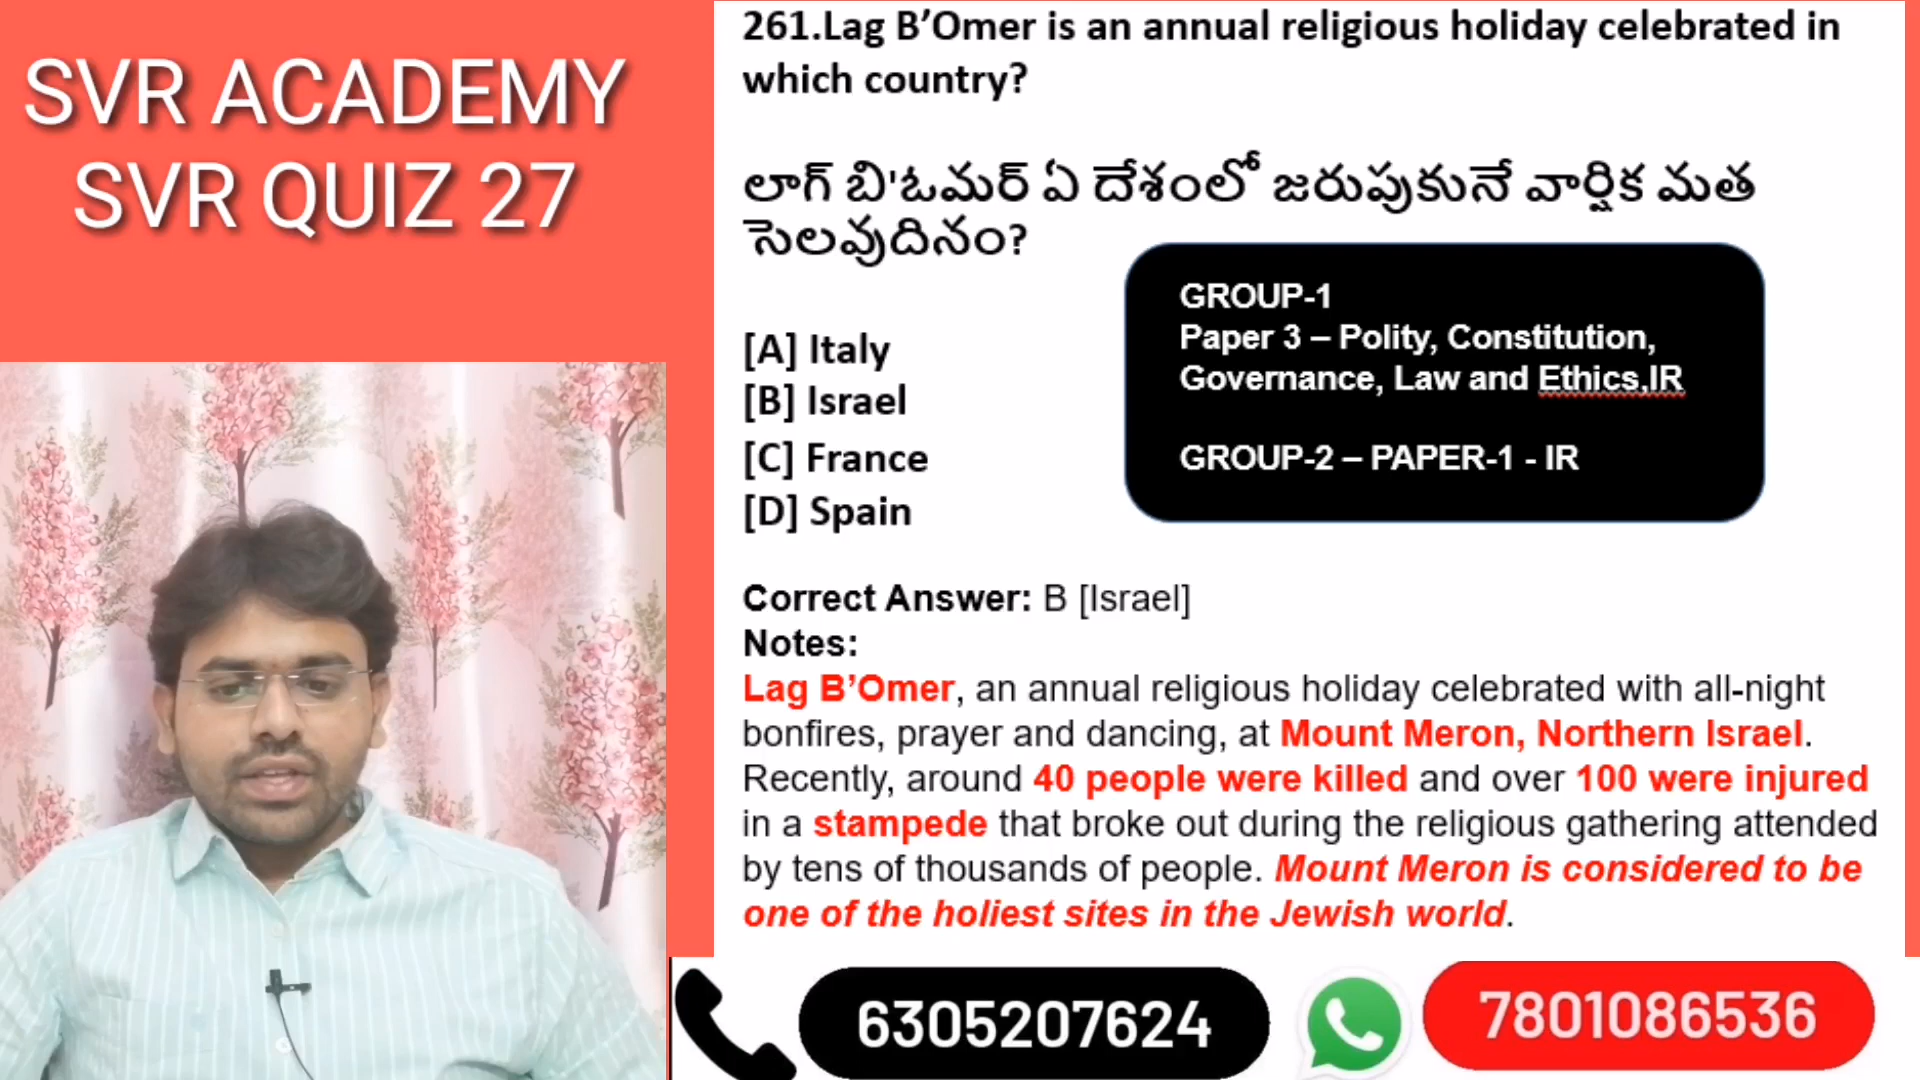 SVR ACADEMY
SVR QUIZ 27
261.Lag B’Omer is an annual religious holiday celebrated in
which country?
లాగ్ బి'ఓమర్ ఏ దేశంలో జరుపుకునే వార్షిక మత
సెలవుదినం?
GROUP-1
Paper 3 – Polity, Constitution,
Governance, Law and Ethics,IR
GROUP-2 – PAPER-1 - IR
[A] Italy
[B] Israel
[C] France
[D] Spain
Correct Answer: B [Israel]
Notes:
Lag B’Omer, an annual religious holiday celebrated with all-night
bonfires, prayer and dancing, at Mount Meron, Northern Israel.
Recently, around 40 people were killed and over 100 were injured
in a stampede that broke out during the religious gathering attended
by tens of thousands of people. Mount Meron is considered to be
one of the holiest sites in the Jewish world.
6305207624
7801086536